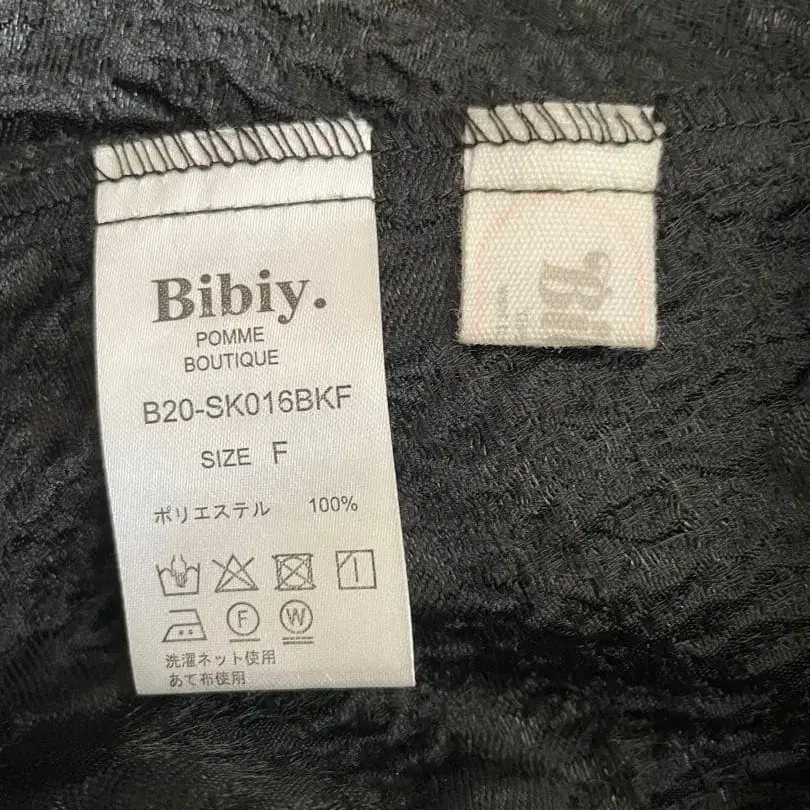 Bibiy.
POMME
BOUTIQUE
B20-SK016BKF
SIZE F
ポリエステル 100%
F W
洗濯ネット使用
あて布使用